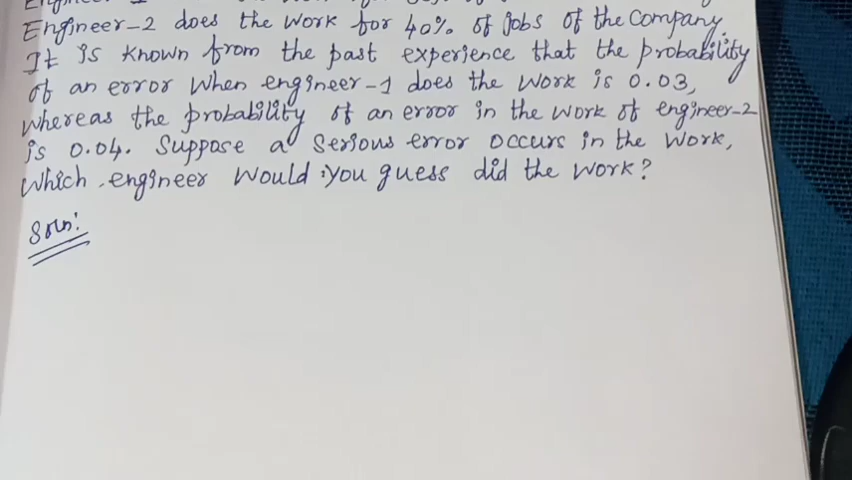 Engineer-2 does the work for 40% of jobs of the company.
It is known from the past experience that the probability
of an error when engineer-1 does the work is 0.03,
whereas the probability of an error in the work of engineer-2
is 0.04. Suppose a serious error occurs in the work,
which engineer would you guess did the work?
Soln: